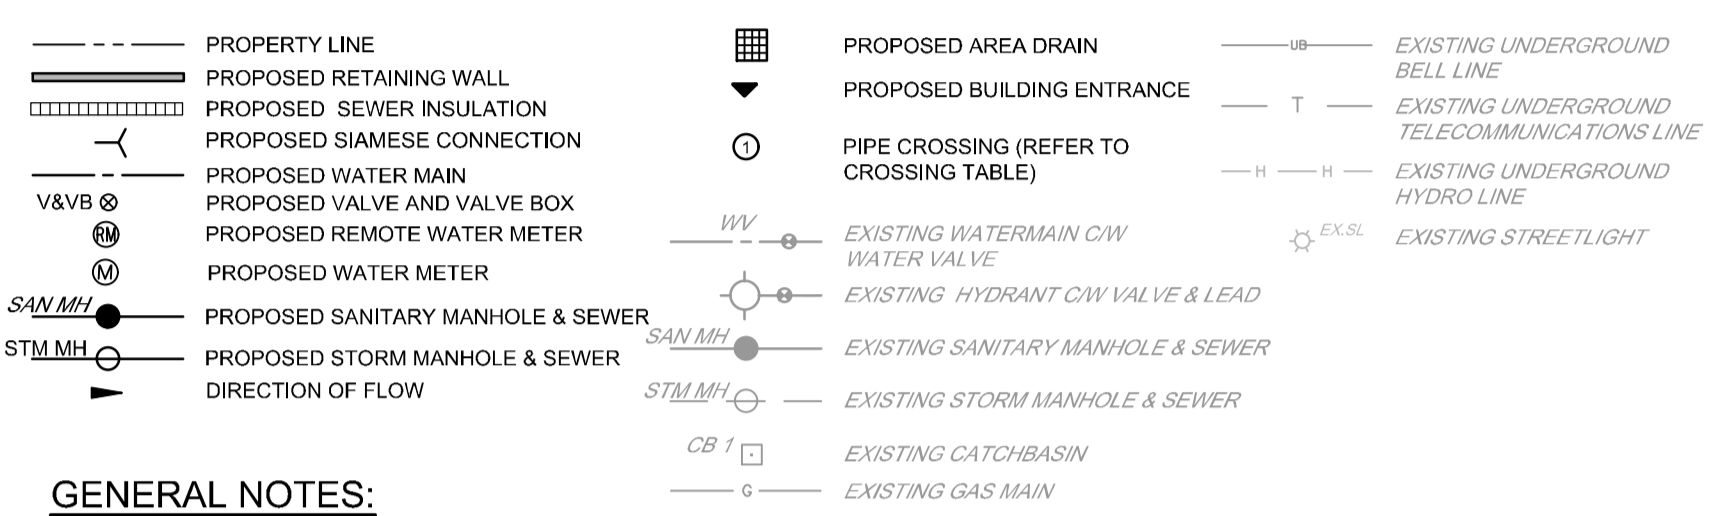 PROPERTY LINE
PROPOSED RETAINING WALL
PROPOSED SEWER INSULATION
PROPOSED SIAMESE CONNECTION
PROPOSED WATER MAIN
V&VB PROPOSED VALVE AND VALVE BOX
RM PROPOSED REMOTE WATER METER
M PROPOSED WATER METER
SAN MH PROPOSED SANITARY MANHOLE & SEWER
STM MH PROPOSED STORM MANHOLE & SEWER
DIRECTION OF FLOW
GENERAL NOTES:
PROPOSED AREA DRAIN
PROPOSED BUILDING ENTRANCE
1 PIPE CROSSING (REFER TO
CROSSING TABLE)
WV EXISTING WATERMAIN C/W
WATER VALVE
EXISTING HYDRANT C/W VALVE & LEAD
SAN MH EXISTING SANITARY MANHOLE & SEWER
STM MH EXISTING STORM MANHOLE & SEWER
CB 1 EXISTING CATCHBASIN
G EXISTING GAS MAIN
UB EXISTING UNDERGROUND
BELL LINE
T EXISTING UNDERGROUND
TELECOMMUNICATIONS LINE
H H EXISTING UNDERGROUND
HYDRO LINE
EX.SL EXISTING STREETLIGHT